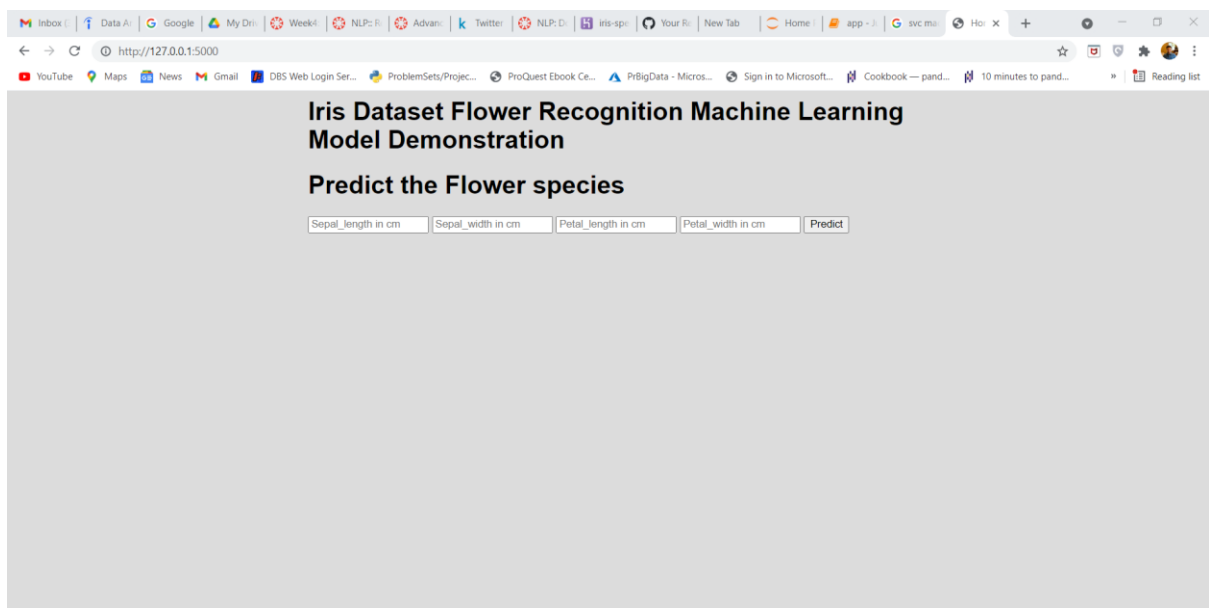 Inbox (
Data A
Google
My Dri
Week4
NLP:: R
Advanc
Twitter
NLP: D
iris-spe
Your Re
New Tab
Home
app - J
svc ma
Hor
http://127.0.0.1:5000
YouTube
Maps
News
Gmail
DBS Web Login Ser...
ProblemSets/Projec...
ProQuest Ebook Ce...
PrBigData - Micros...
Sign in to Microsoft...
Cookbook — pand...
10 minutes to pand...
»
Reading list
Iris Dataset Flower Recognition Machine Learning
Model Demonstration
Predict the Flower species
Sepal_length in cm
Sepal_width in cm
Petal_length in cm
Petal_width in cm
Predict